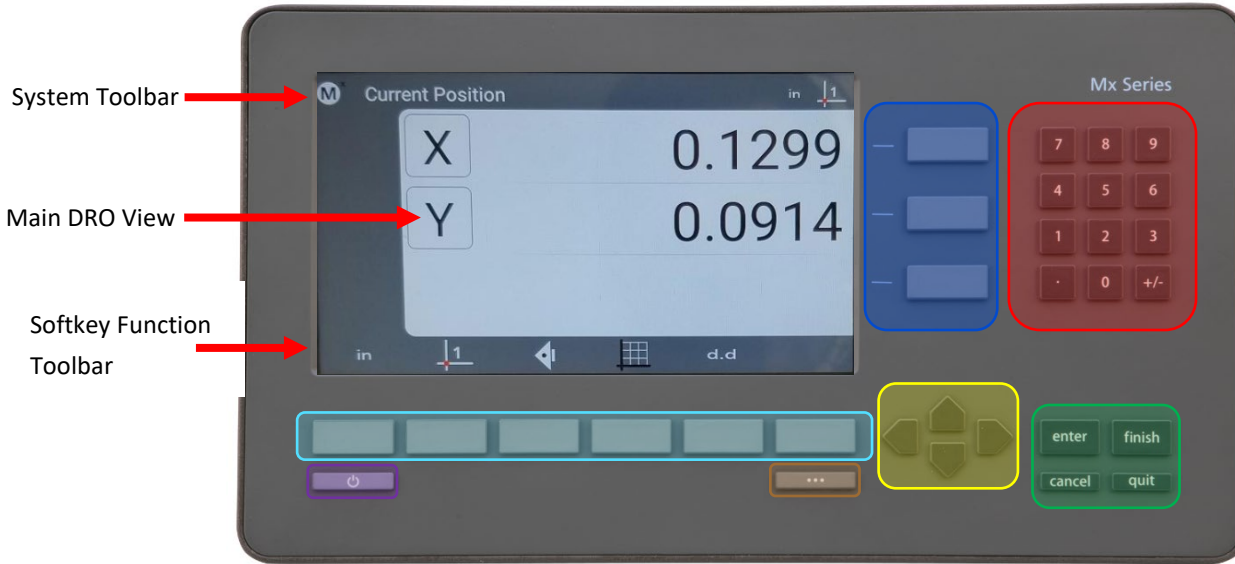 System Toolbar
M Current Position in 1
Mx Series
X 0.1299
Main DRO View
Y 0.0914
Softkey Function
Toolbar
in 1 d.d
7 8 9
4 5 6
1 2 3
. 0 +/-
enter finish
cancel quit
...